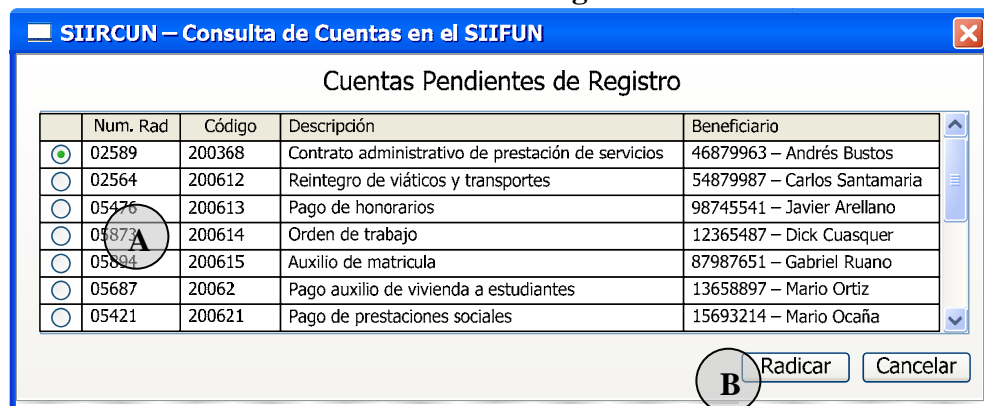 SIIRCUN – Consulta de Cuentas en el SIIFUN
Cuentas Pendientes de Registro
Num. Rad Código Descripción Beneficiario
02589 200368 Contrato administrativo de prestación de servicios 46879963 – Andrés Bustos
02564 200612 Reintegro de viáticos y transportes 54879987 – Carlos Santamaria
05476 200613 Pago de honorarios 98745541 – Javier Arellano
05873 200614 Orden de trabajo 12365487 – Dick Cuasquer
A
05894 200615 Auxilio de matricula 87987651 – Gabriel Ruano
05687 20062 Pago auxilio de vivienda a estudiantes 13658897 – Mario Ortiz
05421 200621 Pago de prestaciones sociales 15693214 – Mario Ocaña
B Radicar Cancelar